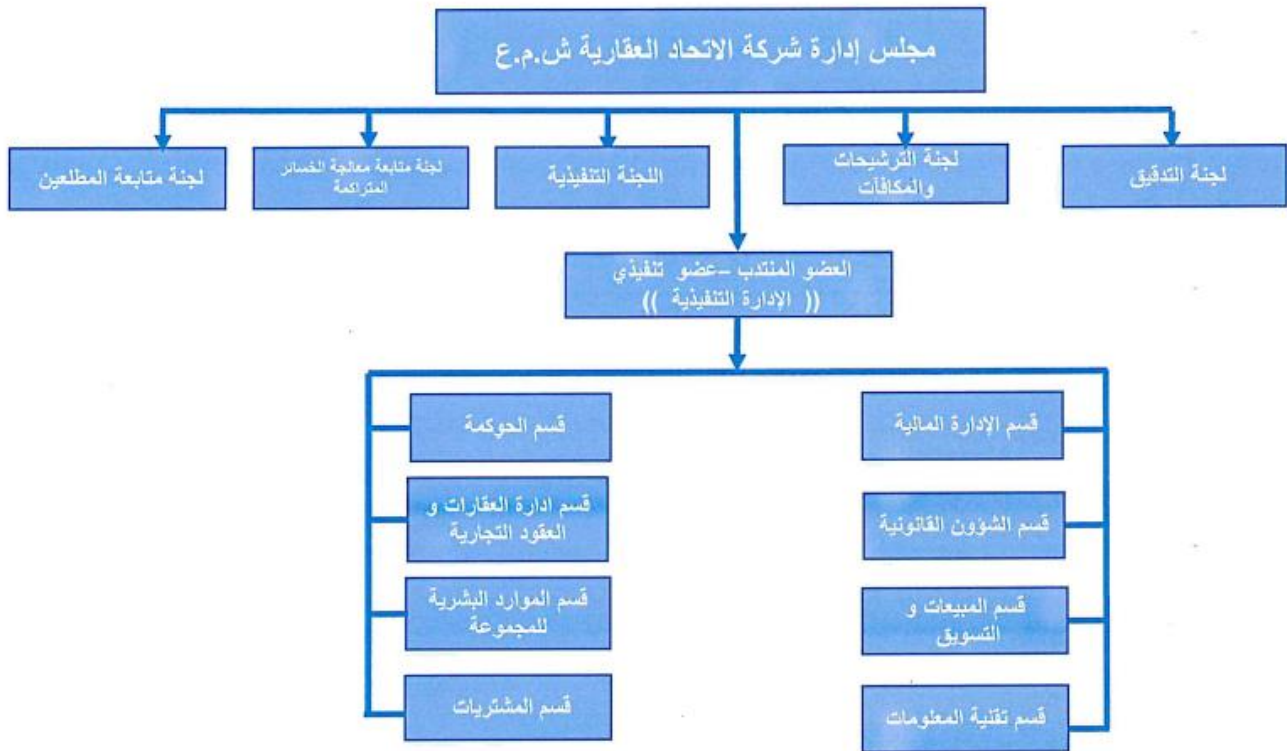 مجلس إدارة شركة الاتحاد العقارية ش.م.ع
لجنة التدقيق
لجنة الترشيحات
والمكافآت
اللجنة التنفيذية
لجنة متابعة معالجة الخسائر
المتراكمة
لجنة متابعة المطلعين
العضو المنتدب –عضو تنفيذي
(( الإدارة التنفيذية ))
قسم الإدارة المالية
قسم الشؤون القانونية
قسم المبيعات و
التسويق
قسم تقنية المعلومات
قسم الحوكمة
قسم ادارة العقارات و
العقود التجارية
قسم الموارد البشرية
للمجموعة
قسم المشتريات